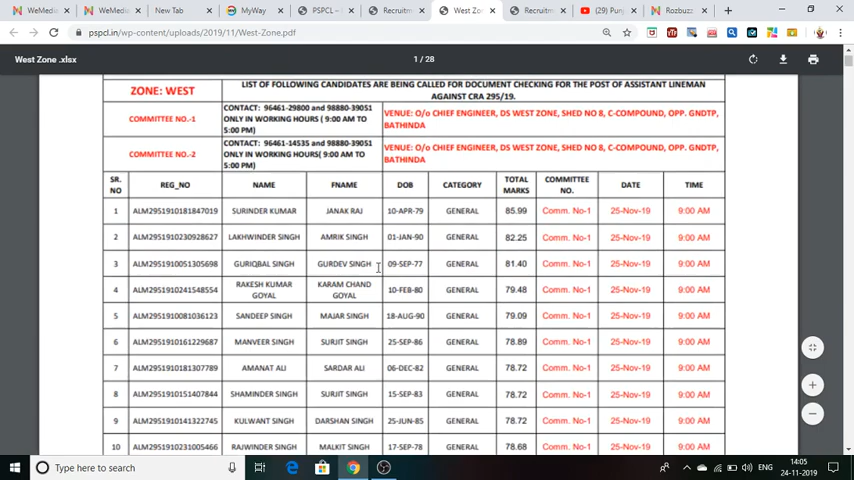 WeMedia
WeMedia
New Tab
MyWay
PSPCL –
Recruitm
West Zo
Recruitm
(29) Pun
Rozbuzz
pspcl.in/wp-content/uploads/2019/11/West-Zone.pdf
West Zone .xlsx
1 / 28
ZONE: WEST
LIST OF FOLLOWING CANDIDATES ARE BEING CALLED FOR DOCUMENT CHECKING FOR THE POST OF ASSISTANT LINEMAN
AGAINST CRA 295/19.
COMMITTEE NO.-1
CONTACT: 96461-29800 and 98880-39051
ONLY IN WORKING HOURS ( 9:00 AM TO
5:00 PM)
VENUE: O/o CHIEF ENGINEER, DS WEST ZONE, SHED NO 8, C-COMPOUND, OPP. GNDTP,
BATHINDA
COMMITTEE NO.-2
CONTACT: 96461-14535 and 98880-39051
ONLY IN WORKING HOURS( 9:00 AM TO
5:00 PM)
VENUE: O/o CHIEF ENGINEER, DS WEST ZONE, SHED NO 8, C-COMPOUND, OPP. GNDTP,
BATHINDA
SR. NO REG_NO NAME FNAME DOB CATEGORY TOTAL MARKS COMMITTEE NO. DATE TIME
1 ALM2951910181847019 SURINDER KUMAR JANAK RAJ 10-APR-79 GENERAL 85.99 Comm. No-1 25-Nov-19 9:00 AM
2 ALM2951910230928627 LAKHWINDER SINGH AMRIK SINGH 01-JAN-90 GENERAL 82.25 Comm. No-1 25-Nov-19 9:00 AM
3 ALM2951910051305698 GURIQBAL SINGH GURDEV SINGH 09-SEP-77 GENERAL 81.40 Comm. No-1 25-Nov-19 9:00 AM
4 ALM2951910241548554 RAKESH KUMAR GOYAL KARAM CHAND GOYAL 10-FEB-80 GENERAL 79.48 Comm. No-1 25-Nov-19 9:00 AM
5 ALM2951910081036123 SANDEEP SINGH MAJAR SINGH 18-AUG-90 GENERAL 79.09 Comm. No-1 25-Nov-19 9:00 AM
6 ALM2951910161229687 MANVEER SINGH SURJIT SINGH 25-SEP-86 GENERAL 78.89 Comm. No-1 25-Nov-19 9:00 AM
7 ALM2951910181307789 AMANAT ALI SARDAR ALI 06-DEC-82 GENERAL 78.72 Comm. No-1 25-Nov-19 9:00 AM
8 ALM2951910151407844 SHAMINDER SINGH SURJIT SINGH 15-SEP-83 GENERAL 78.72 Comm. No-1 25-Nov-19 9:00 AM
9 ALM2951910141322745 KULWANT SINGH DARSHAN SINGH 25-JUN-85 GENERAL 78.72 Comm. No-1 25-Nov-19 9:00 AM
10 ALM2951910231005466 RAJWINDER SINGH MALKIT SINGH 17-SEP-78 GENERAL 78.68 Comm. No-1 25-Nov-19 9:00 AM
Type here to search
ENG
14:05
24-11-2019